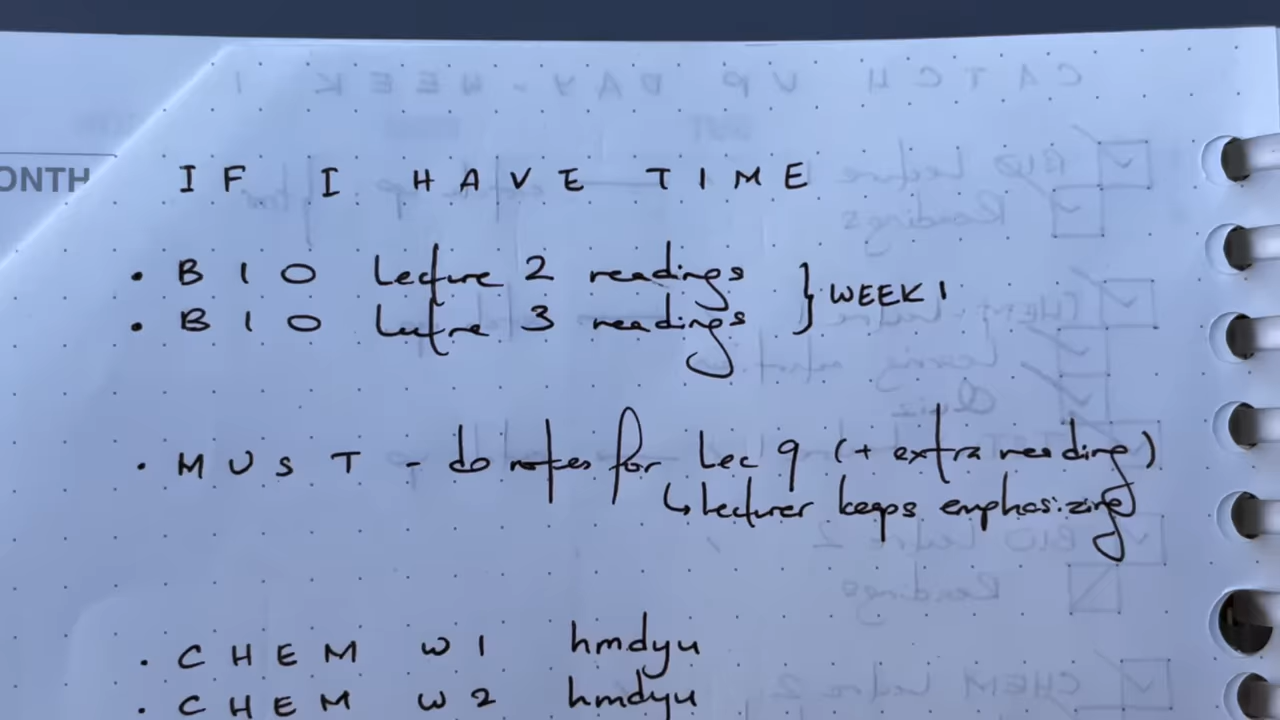 ONTH
IF I HAVE TIME
• BIO Lecture 2 readings
• BIO Lecture 3 readings
} WEEK 1
• MUST - do notes for Lec 9 (+ extra reading)
↳ lecturer keeps emphasizing
• CHEM W1 hmdyu
• CHEM W2 hmdyu